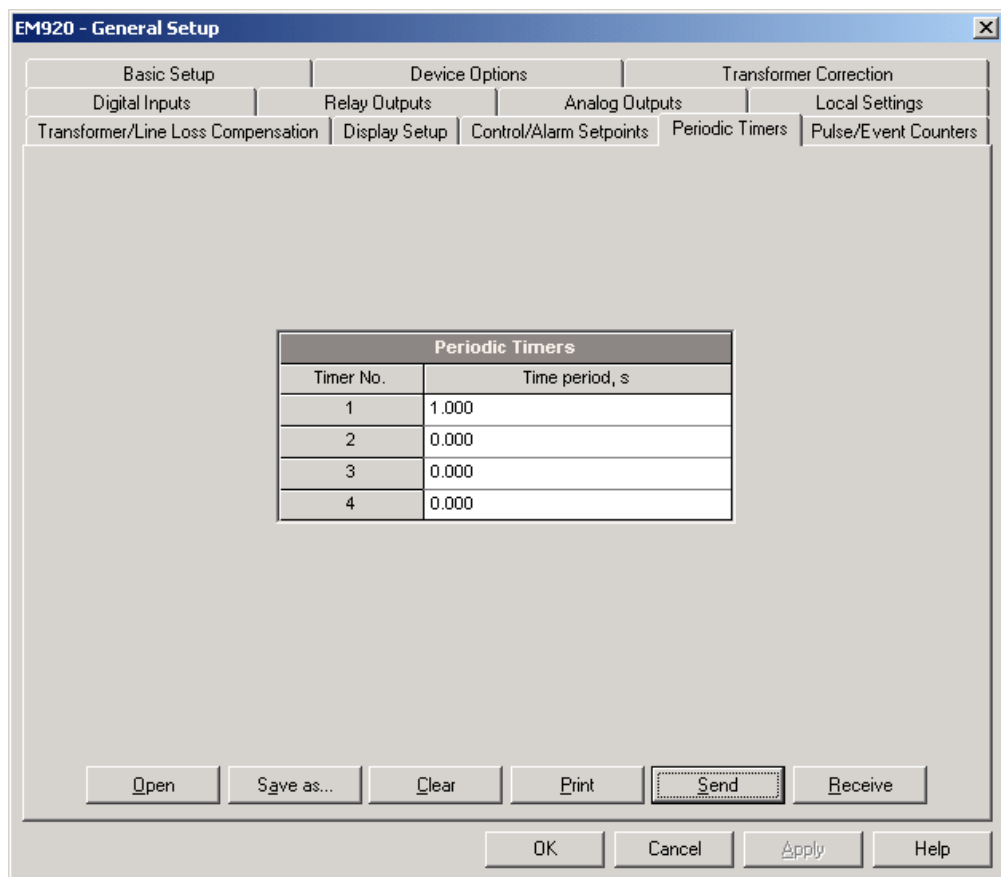 EM920 - General Setup
Basic Setup Device Options Transformer Correction
Digital Inputs Relay Outputs Analog Outputs Local Settings
Transformer/Line Loss Compensation Display Setup Control/Alarm Setpoints Periodic Timers Pulse/Event Counters
Periodic Timers
Timer No. Time period, s
1 1.000
2 0.000
3 0.000
4 0.000
Open Save as... Clear Print Send Receive
OK Cancel Apply Help